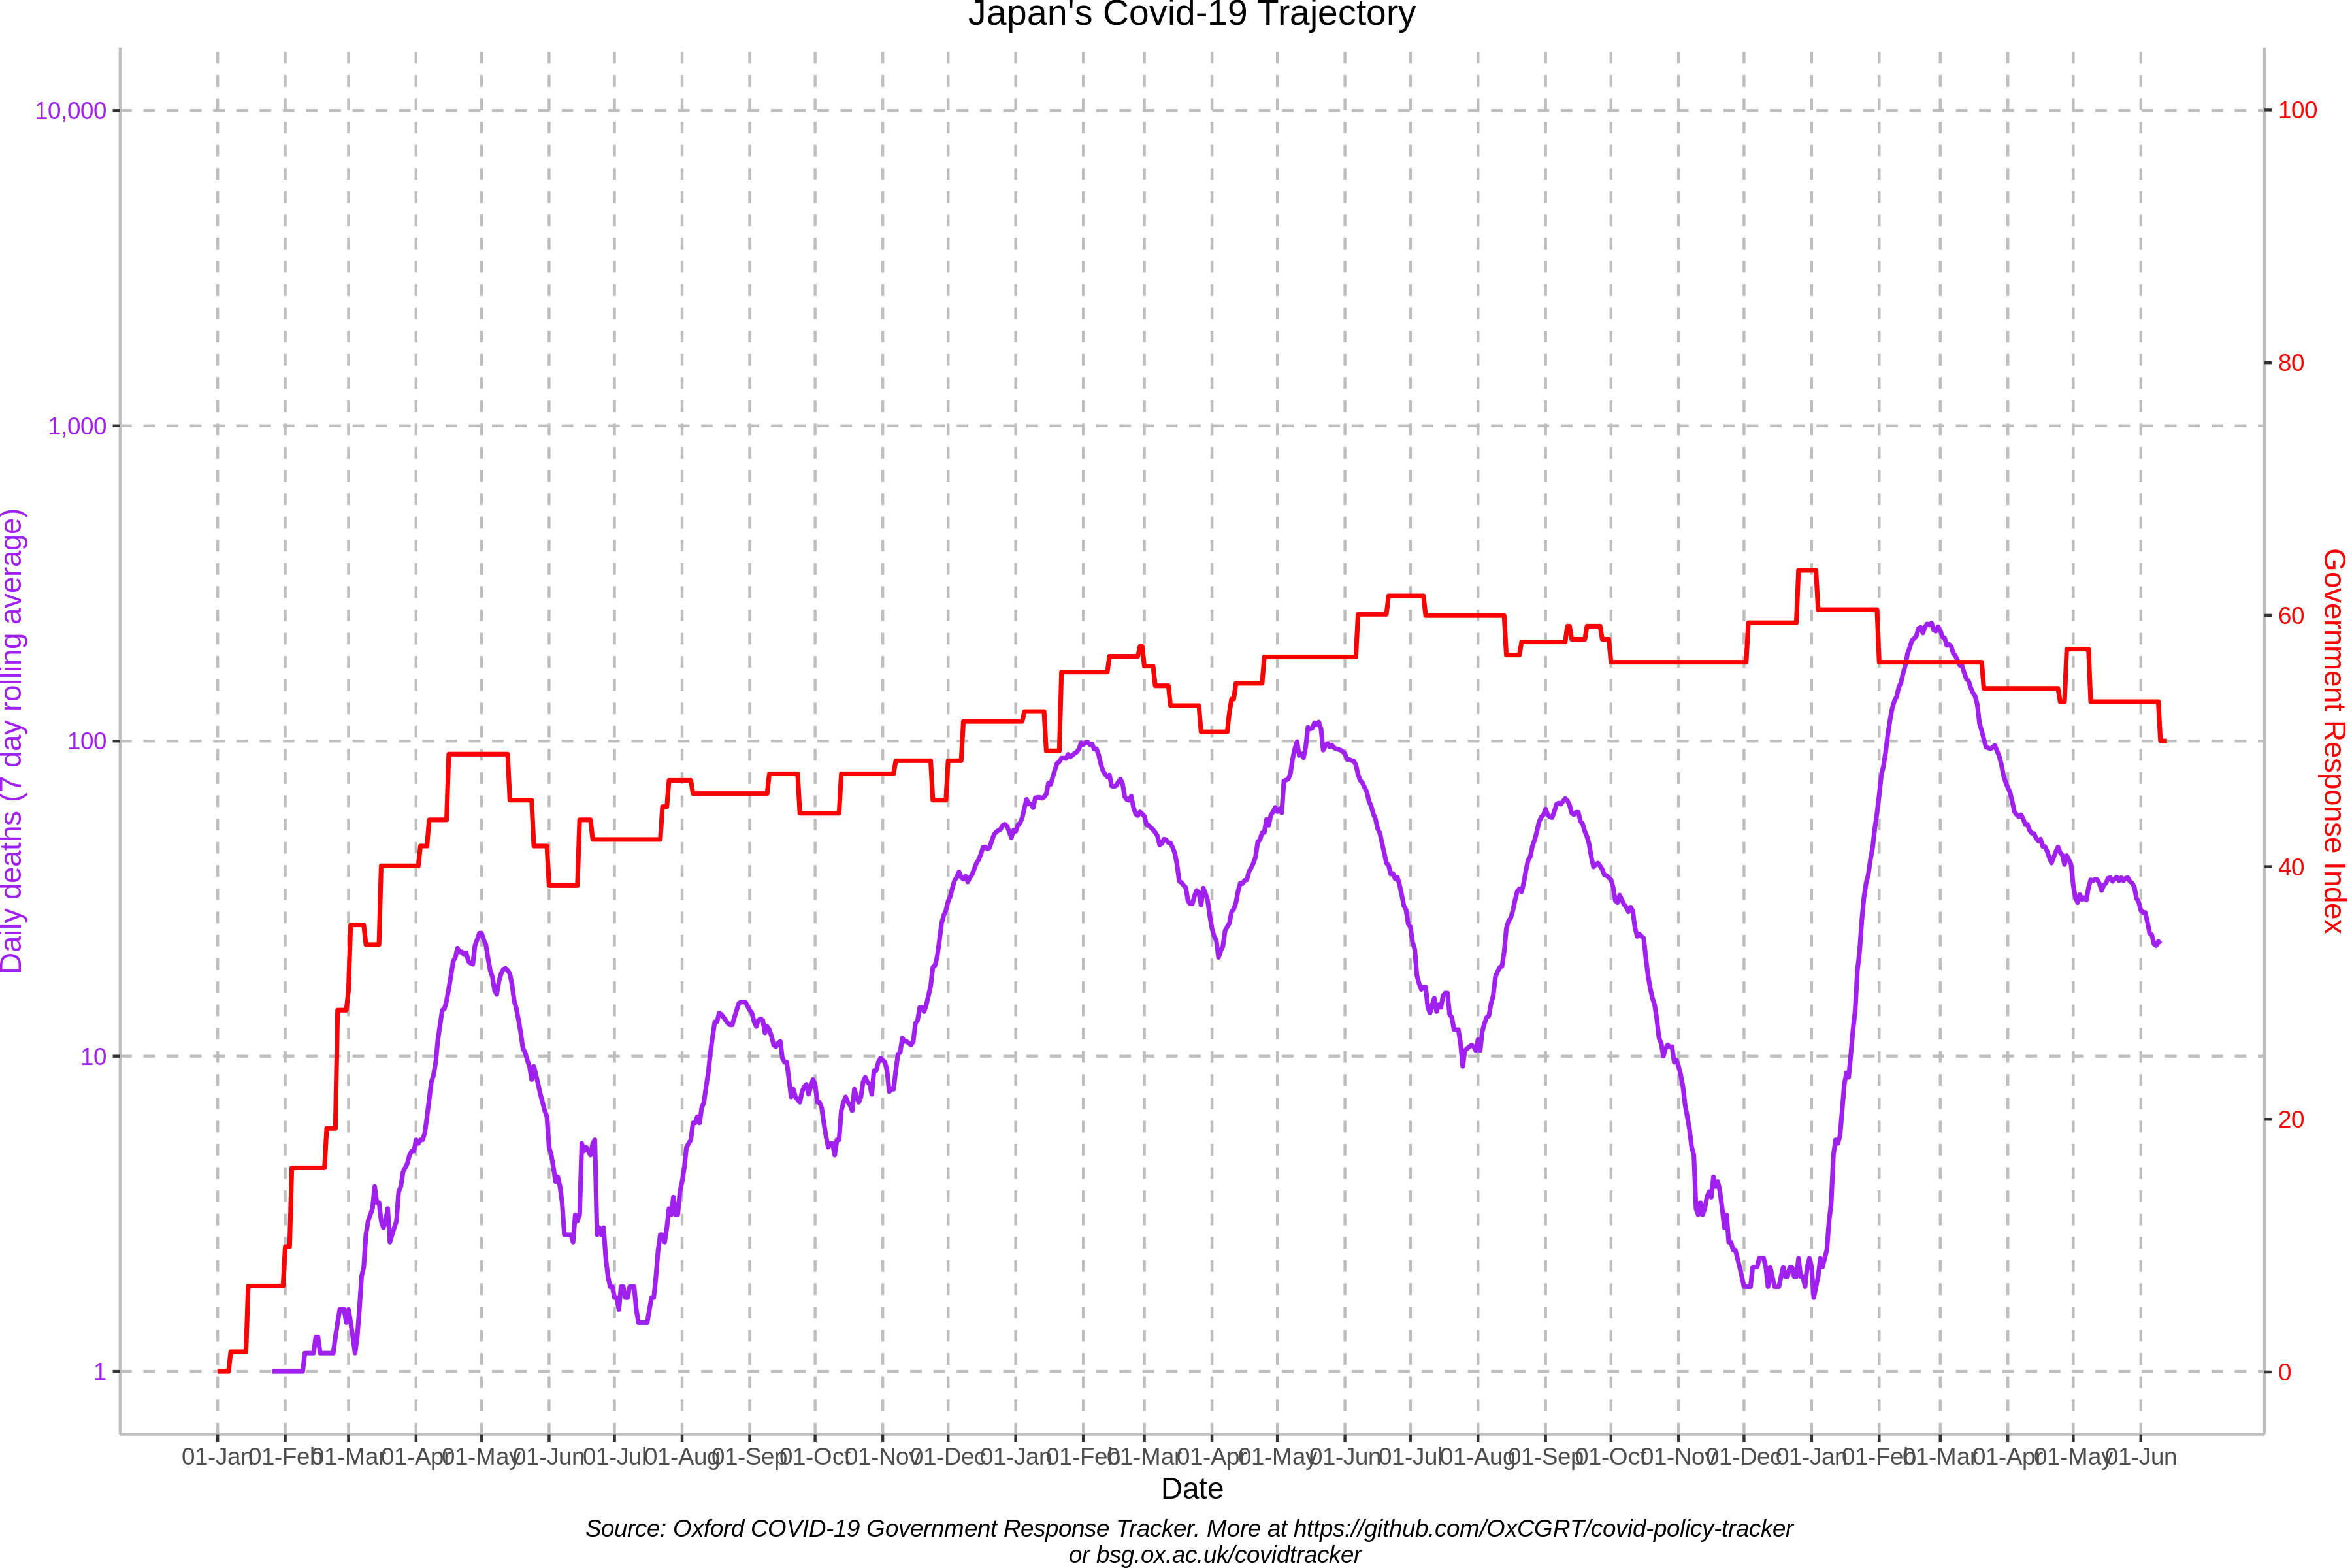 Japan's Covid-19 Trajectory
10,000
1,000
100
10
1
Daily deaths (7 day rolling average)
100
80
60
40
20
0
Government Response Index
01-Jan 01-Feb 01-Mar 01-Apr 01-May 01-Jun 01-Jul 01-Aug 01-Sep 01-Oct 01-Nov 01-Dec 01-Jan 01-Feb 01-Mar 01-Apr 01-May 01-Jun 01-Jul 01-Aug 01-Sep 01-Oct 01-Nov 01-Dec 01-Jan 01-Feb 01-Mar 01-Apr 01-May 01-Jun
Date
Source: Oxford COVID-19 Government Response Tracker. More at https://github.com/OxCGRT/covid-policy-tracker
or bsg.ox.ac.uk/covidtracker